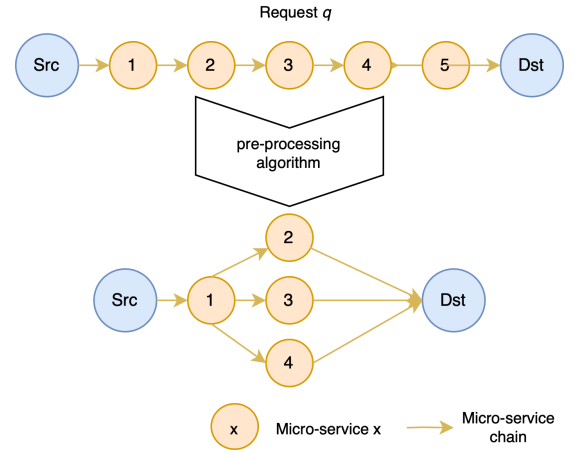 Request q
Src 1 2 3 4 5 Dst
pre-processing
algorithm
2
Src 1 3 Dst
4
x Micro-service x Micro-service
chain